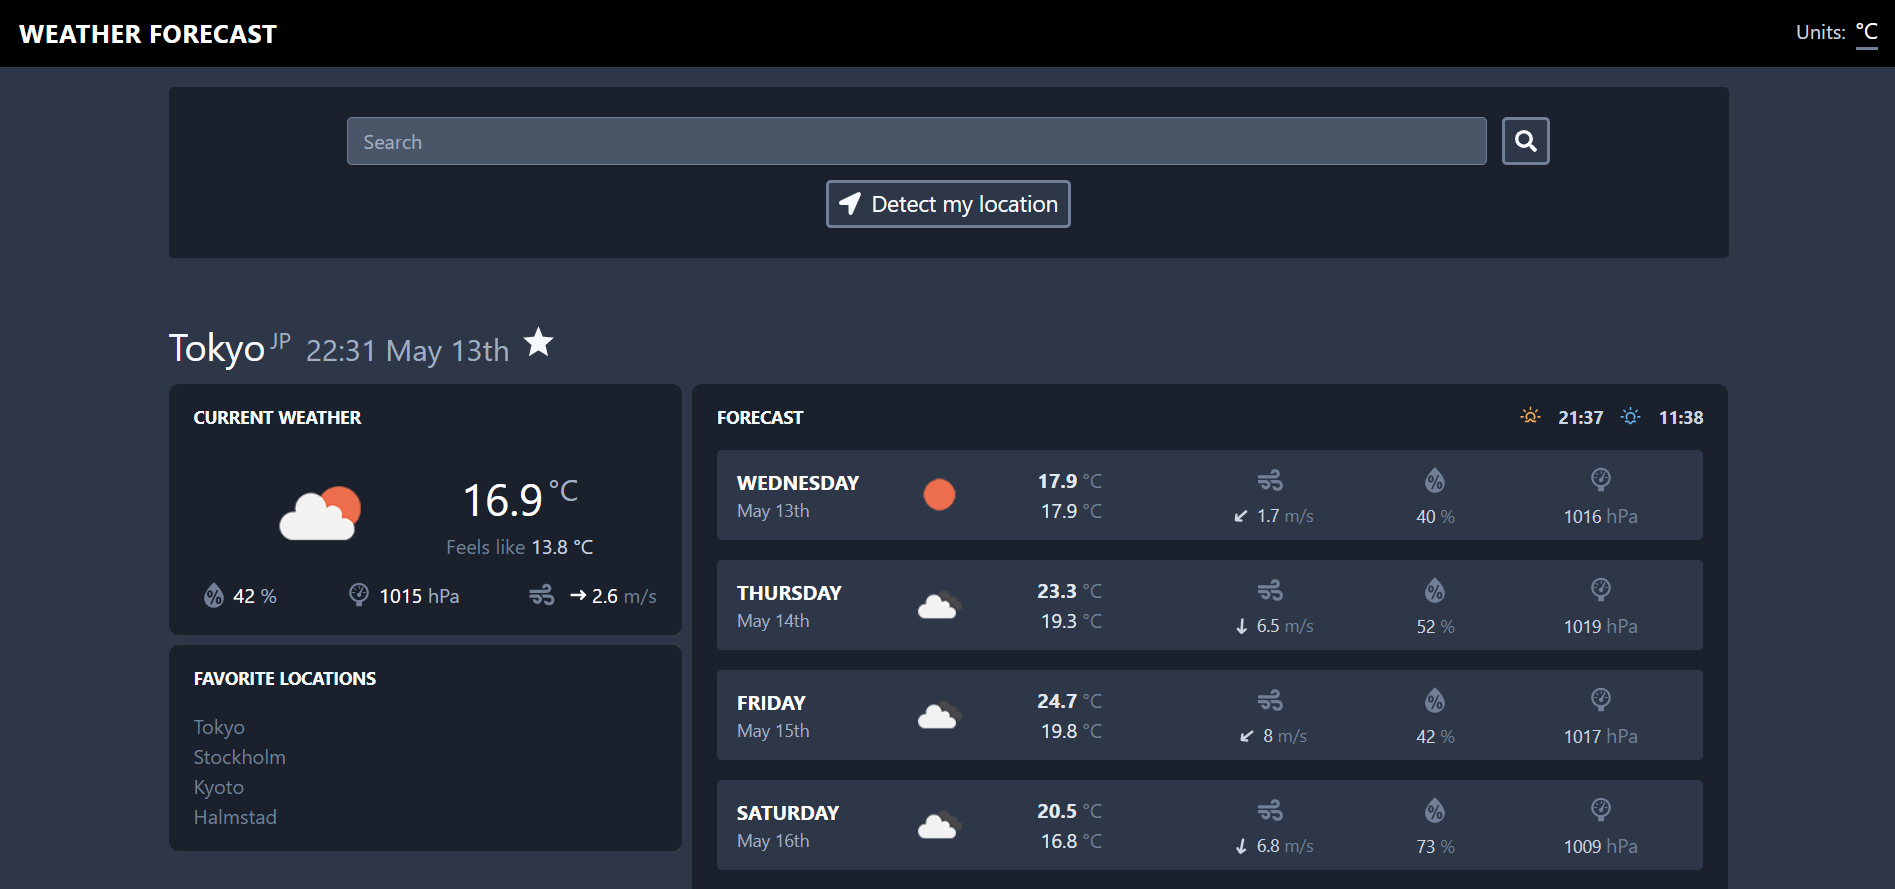 WEATHER FORECAST
Units: °C
Search
Detect my location
Tokyo JP 22:31 May 13th
CURRENT WEATHER
16.9 °C
Feels like 13.8 °C
42 %
1015 hPa
→ 2.6 m/s
FAVORITE LOCATIONS
Tokyo
Stockholm
Kyoto
Halmstad
FORECAST
21:37
11:38
WEDNESDAY
May 13th
17.9 °C
17.9 °C
↙ 1.7 m/s
40 %
1016 hPa
THURSDAY
May 14th
23.3 °C
19.3 °C
↓ 6.5 m/s
52 %
1019 hPa
FRIDAY
May 15th
24.7 °C
19.8 °C
↙ 8 m/s
42 %
1017 hPa
SATURDAY
May 16th
20.5 °C
16.8 °C
↓ 6.8 m/s
73 %
1009 hPa